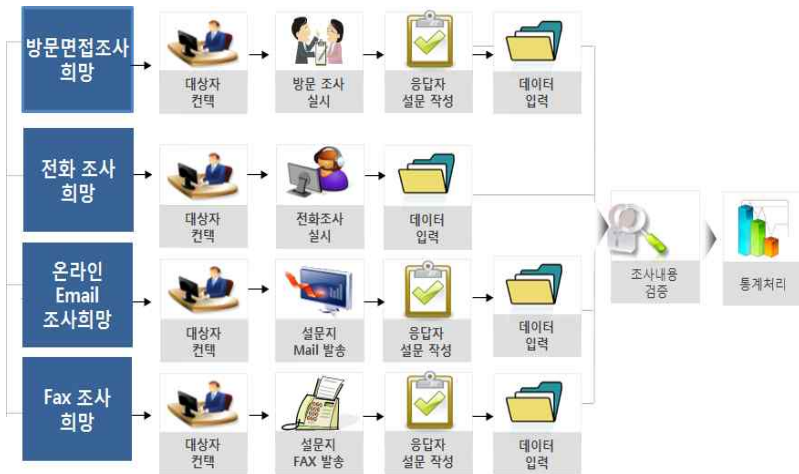 방문면접조사
희망
대상자
컨택
방문 조사
실시
응답자
설문 작성
데이터
입력
전화 조사
희망
대상자
컨택
전화조사
실시
데이터
입력
온라인
Email
조사희망
대상자
컨택
설문지
Mail 발송
응답자
설문 작성
데이터
입력
Fax 조사
희망
대상자
컨택
설문지
FAX 발송
응답자
설문 작성
데이터
입력
조사내용
검증
통계처리